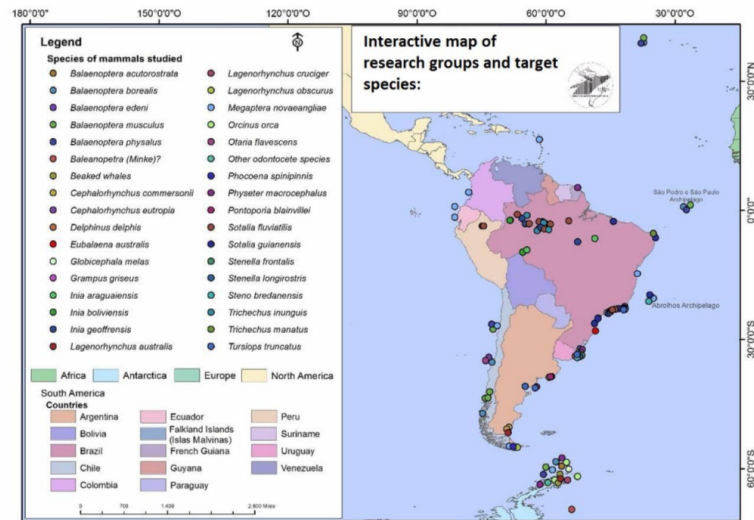 180°0'0"W
150°0'0"W
120°0'0"W
90°0'0"W
60°0'0"W
30°0'0"W
Legend
N
Species of mammals studied
Balaenoptera acutorostrata
Balaenoptera borealis
Balaenoptera edeni
Balaenoptera musculus
Balaenoptera physalus
Balaenopetra (Minke)?
Beaked whales
Cephalorhynchus commersonii
Cephalorhynchus eutropia
Delphinus delphis
Eubalaena australis
Globicephala melas
Grampus griseus
Inia araguaiensis
Inia boliviensis
Inia geoffrensis
Lagenorhynchus australis
Lagenorhynchus cruciger
Lagenorhynchus obscurus
Megaptera novaeangliae
Orcinus orca
Otaria flavescens
Other odontocete species
Phocoena spinipinnis
Physeter macrocephalus
Pontoporia blainvillei
Sotalia fluviatilis
Sotalia guianensis
Stenella frontalis
Stenella longirostris
Steno bredanensis
Trichechus inunguis
Trichechus manatus
Tursiops truncatus
Africa
Antarctica
Europe
North America
South America
Countries
Argentina
Bolivia
Brazil
Chile
Colombia
Ecuador
Falkland Islands
(Islas Malvinas)
French Guiana
Guyana
Paraguay
Peru
Suriname
Uruguay
Venezuela
0
700
1,400
2,800 Miles
Interactive map of
research groups and target
species:
São Pedro e São Paulo
Archipelago
Abrolhos Archipelago
30°0'0"N
0°0'0"
30°0'0"S
60°0'0"S